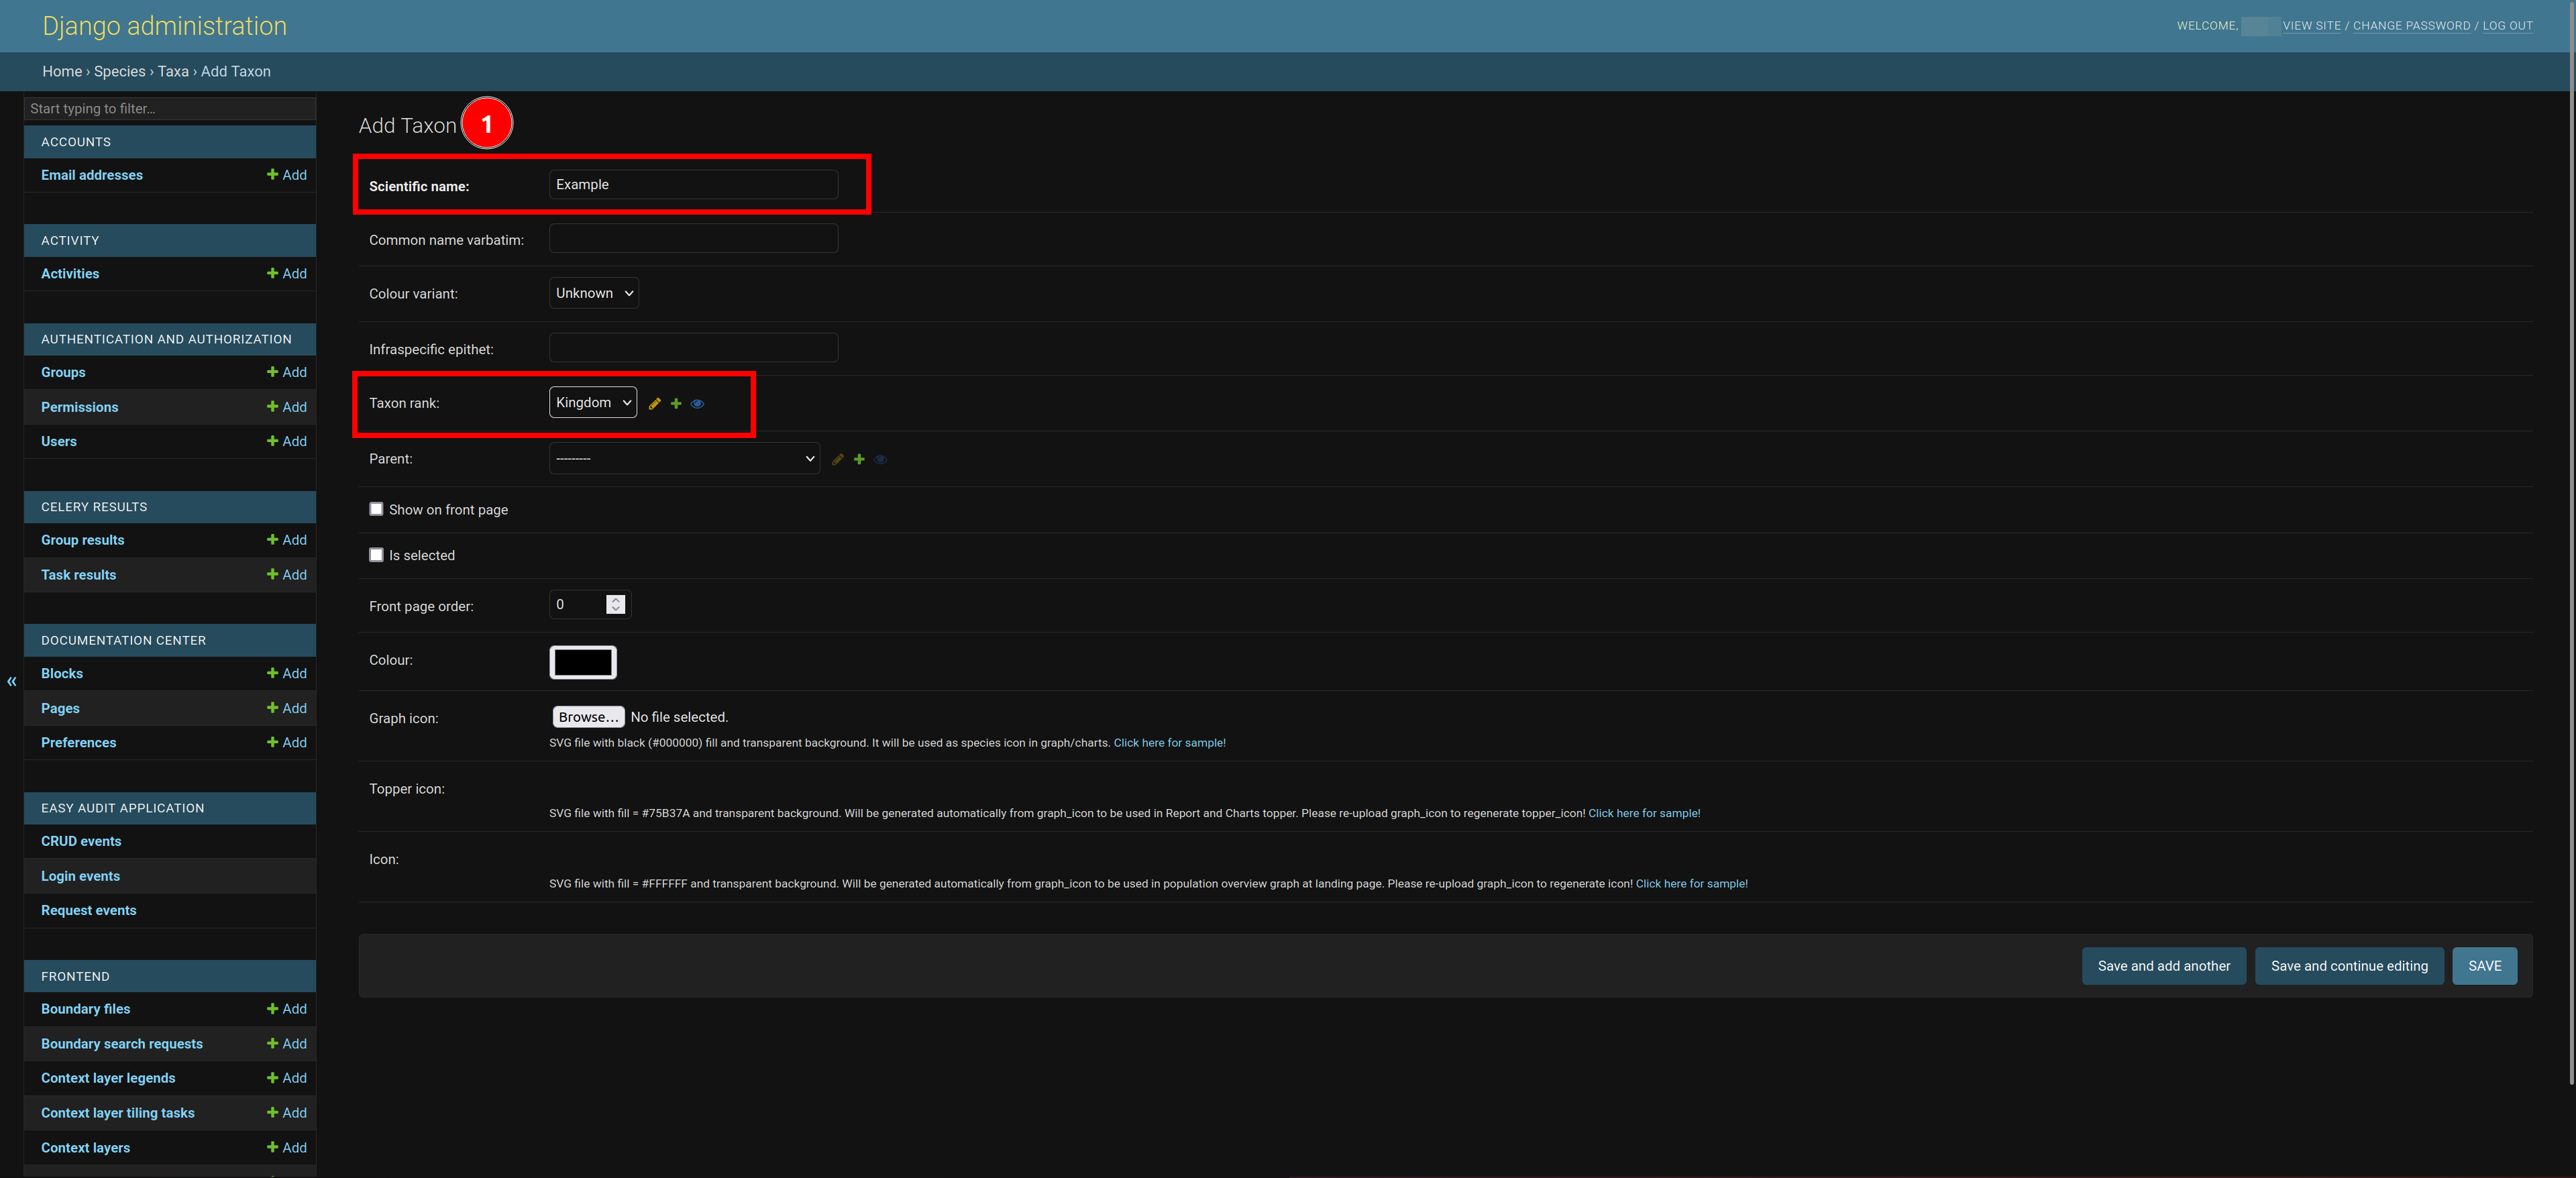 Django administration
WELCOME, VIEW SITE / CHANGE PASSWORD / LOG OUT
Home › Species › Taxa › Add Taxon
Start typing to filter...
ACCOUNTS
Email addresses Add
ACTIVITY
Activities Add
AUTHENTICATION AND AUTHORIZATION
Groups Add
Permissions Add
Users Add
CELERY RESULTS
Group results Add
Task results Add
DOCUMENTATION CENTER
Blocks Add
Pages Add
Preferences Add
EASY AUDIT APPLICATION
CRUD events
Login events
Request events
FRONTEND
Boundary files Add
Boundary search requests Add
Context layer legends Add
Context layer tiling tasks Add
Context layers Add
«
Add Taxon 1
Scientific name: Example
Common name varbatim:
Colour variant: Unknown
Infraspecific epithet:
Taxon rank: Kingdom
Parent: ---------
Show on front page
Is selected
Front page order: 0
Colour:
Graph icon: Browse... No file selected.
SVG file with black (#000000) fill and transparent background. It will be used as species icon in graph/charts. Click here for sample!
Topper icon:
SVG file with fill = #75B37A and transparent background. Will be generated automatically from graph_icon to be used in Report and Charts topper. Please re-upload graph_icon to regenerate topper_icon! Click here for sample!
Icon:
SVG file with fill = #FFFFFF and transparent background. Will be generated automatically from graph_icon to be used in population overview graph at landing page. Please re-upload graph_icon to regenerate icon! Click here for sample!
Save and add another Save and continue editing SAVE